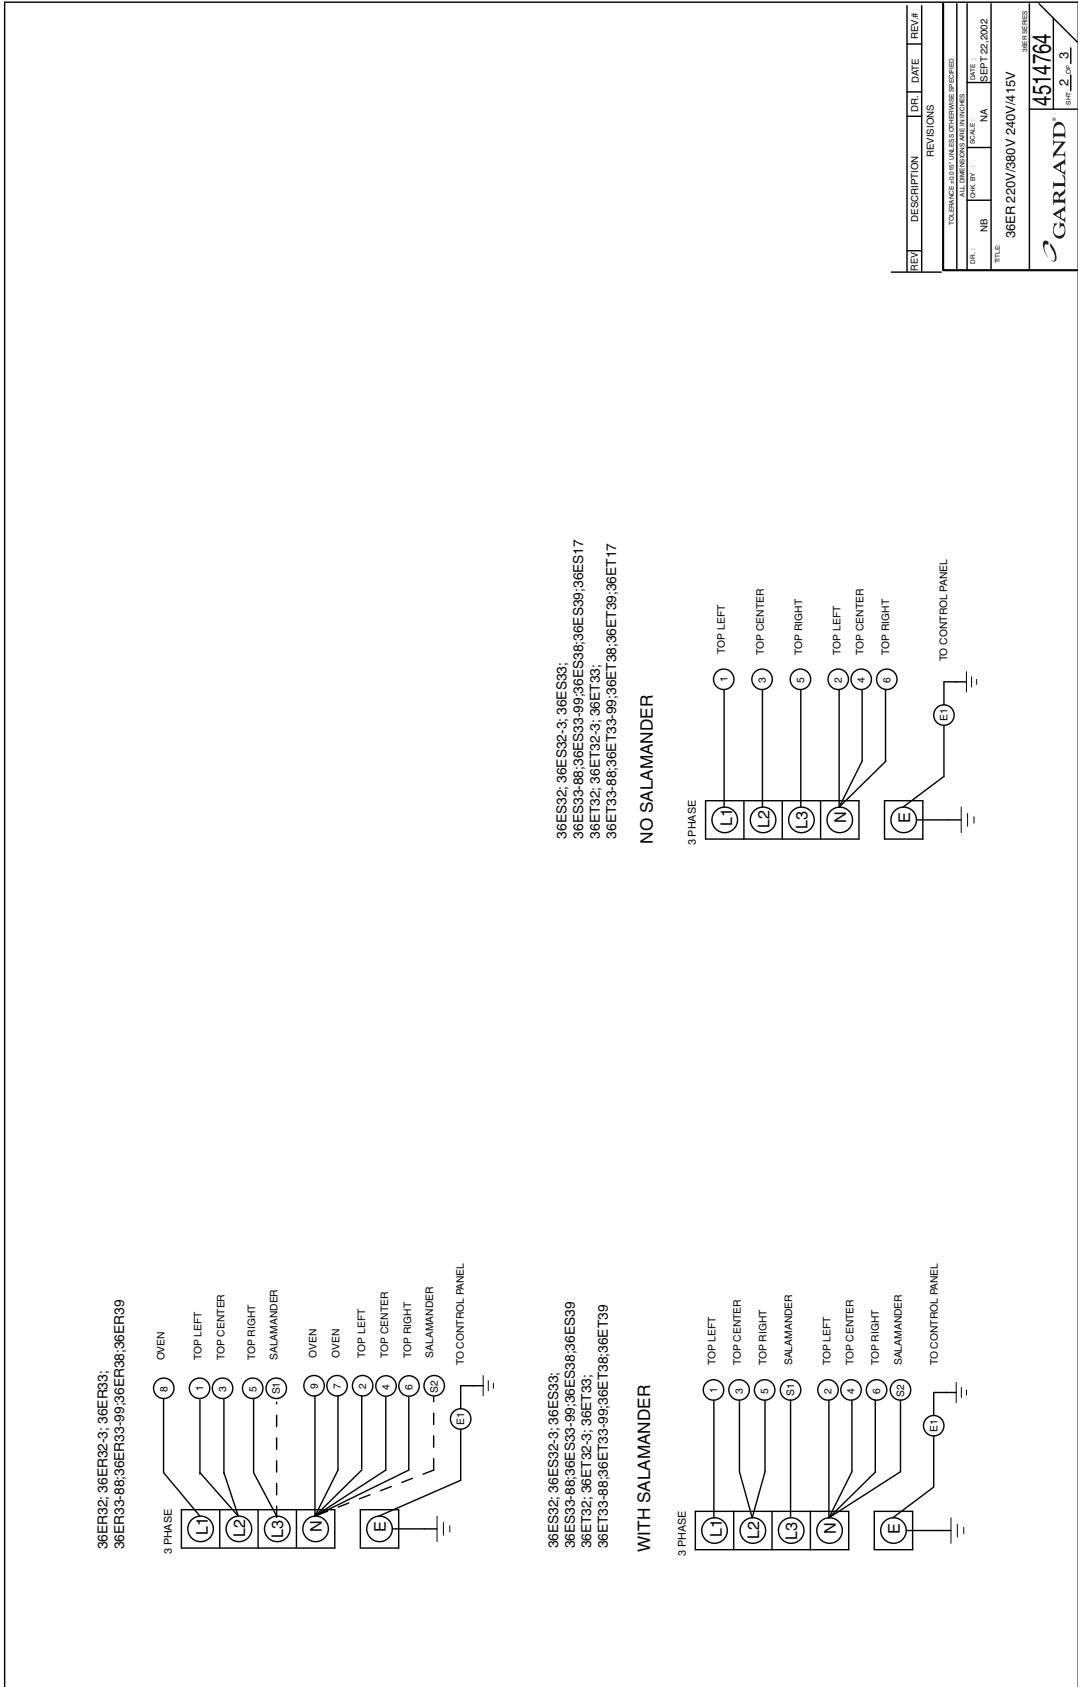 36ER32; 36ER32-3; 36ER33;
36ER33-88;36ER33-99;36ER38;36ER39
3 PHASE
L1
L2
L3
N
E
8 OVEN
1 TOP LEFT
3 TOP CENTER
5 TOP RIGHT
S1 SALAMANDER
9 OVEN
7 OVEN
2 TOP LEFT
4 TOP CENTER
6 TOP RIGHT
S2 SALAMANDER
E1 TO CONTROL PANEL
36ES32; 36ES32-3; 36ES33;
36ES33-88;36ES33-99;36ES38;36ES39
36ET32; 36ET32-3; 36ET33;
36ET33-88;36ET33-99;36ET38;36ET39
WITH SALAMANDER
3 PHASE
L1
L2
L3
N
E
1 TOP LEFT
3 TOP CENTER
5 TOP RIGHT
S1 SALAMANDER
2 TOP LEFT
4 TOP CENTER
6 TOP RIGHT
S2 SALAMANDER
E1 TO CONTROL PANEL
36ES32; 36ES32-3; 36ES33;
36ES33-88;36ES33-99;36ES38;36ES39;36ES17
36ET32; 36ET32-3; 36ET33;
36ET33-88;36ET33-99;36ET38;36ET39;36ET17
NO SALAMANDER
3 PHASE
L1
L2
L3
N
E
1 TOP LEFT
3 TOP CENTER
5 TOP RIGHT
2 TOP LEFT
4 TOP CENTER
6 TOP RIGHT
E1 TO CONTROL PANEL
REV DESCRIPTION DR. DATE REV.#
REVISIONS
TOLERANCE ±0.015" UNLESS OTHERWISE SPECIFIED
ALL DIMENSIONS ARE IN INCHES
DR. : NB CHK. BY : SCALE : NA DATE : SEPT 22,2002
TITLE:
36ER 220V/380V 240V/415V
36ER SERIES
GARLAND®
4514764
SHT 2 OF 3